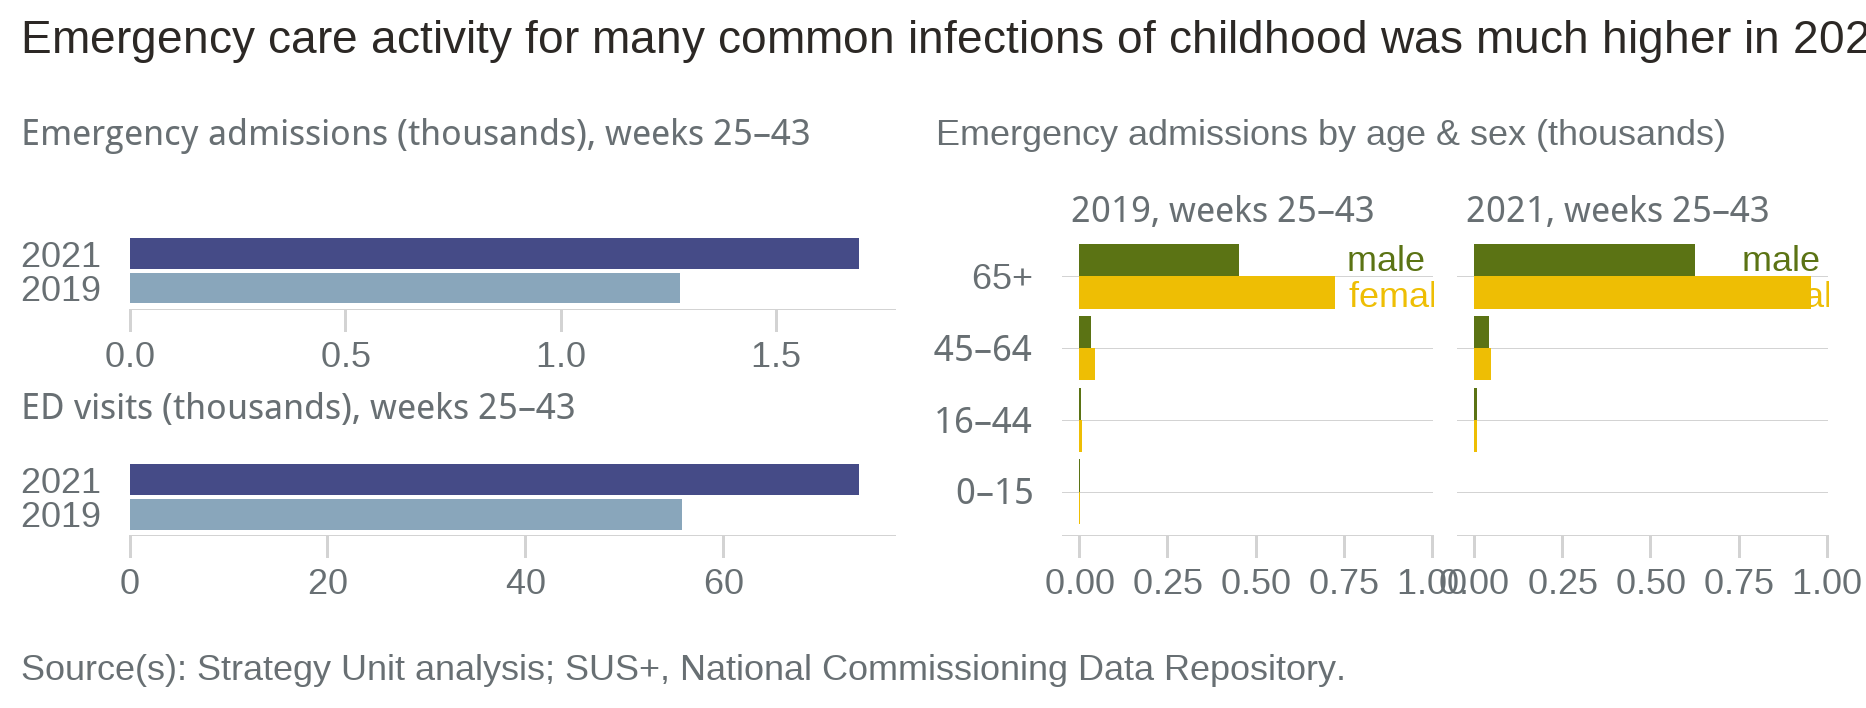 Emergency care activity for many common infections of childhood was much higher in 202
Emergency admissions (thousands), weeks 25–43
2021
2019
0.0 0.5 1.0 1.5
ED visits (thousands), weeks 25–43
2021
2019
0 20 40 60
Emergency admissions by age & sex (thousands)
2019, weeks 25–43 2021, weeks 25–43
male male
femal al
65+
45–64
16–44
0–15
0.00 0.25 0.50 0.75 1.00 0.00 0.25 0.50 0.75 1.00
Source(s): Strategy Unit analysis; SUS+, National Commissioning Data Repository.